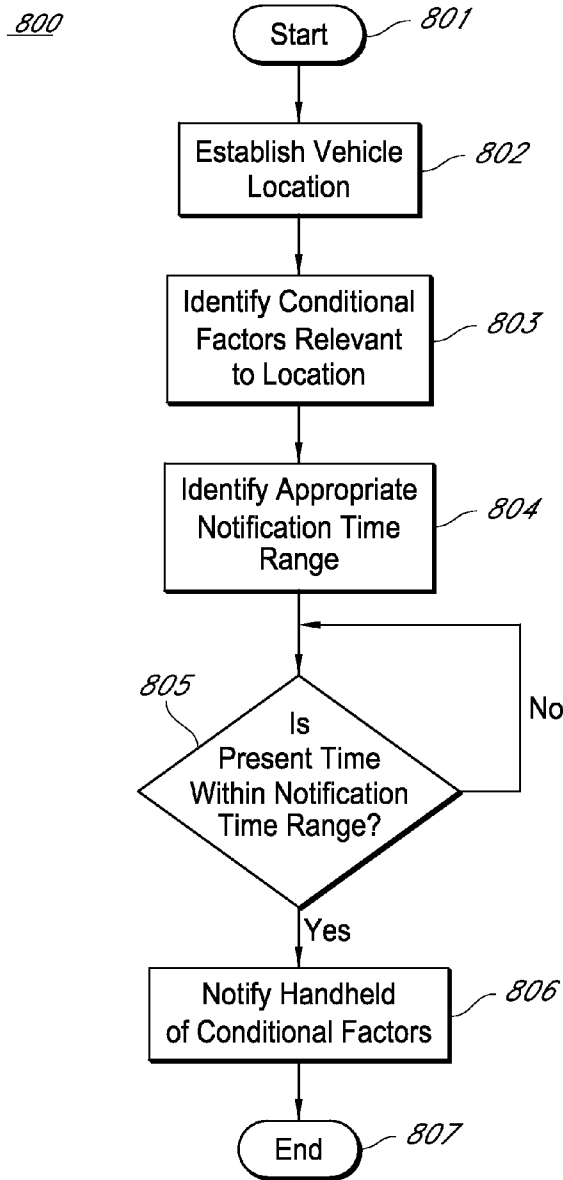 800
Start
801
Establish Vehicle
Location
802
Identify Conditional
Factors Relevant
to Location
803
Identify Appropriate
Notification Time
Range
804
805
Is
Present Time
Within Notification
Time Range?
No
Yes
Notify Handheld
of Conditional Factors
806
End
807